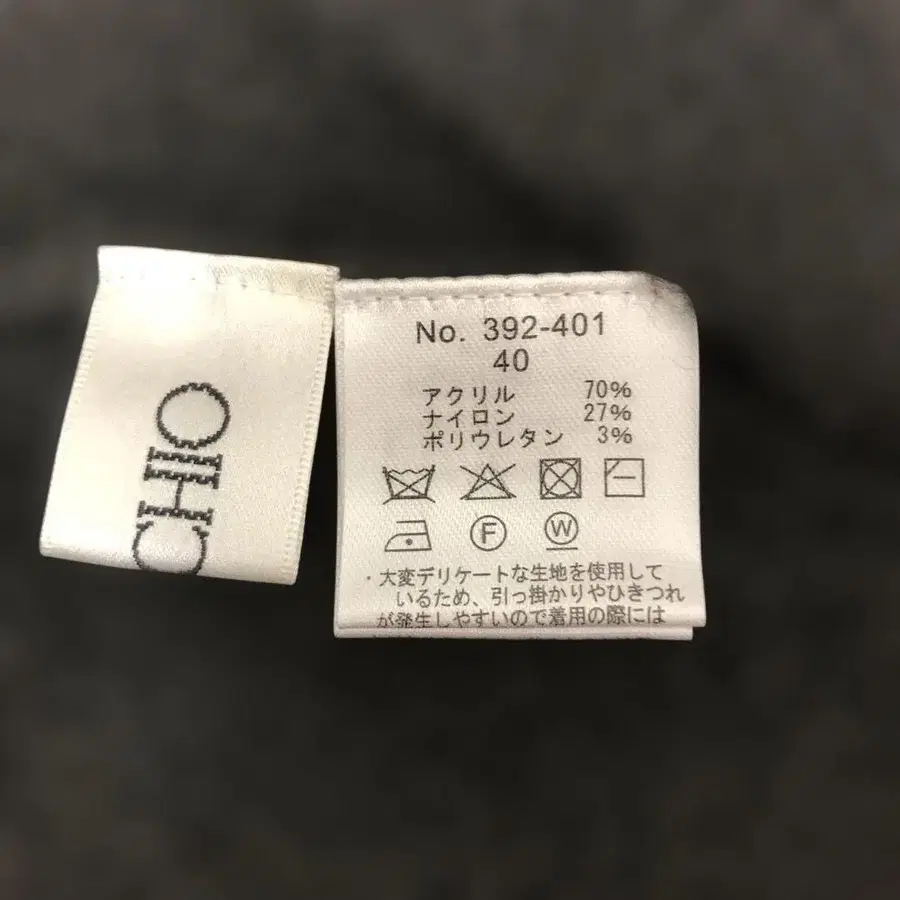 OIHC
No. 392-401
40
アクリル 70%
ナイロン 27%
ポリウレタン 3%
F W
・大変デリケートな生地を使用して
いるため、引っ掛かりやひきつれ
が発生しやすいので着用の際には